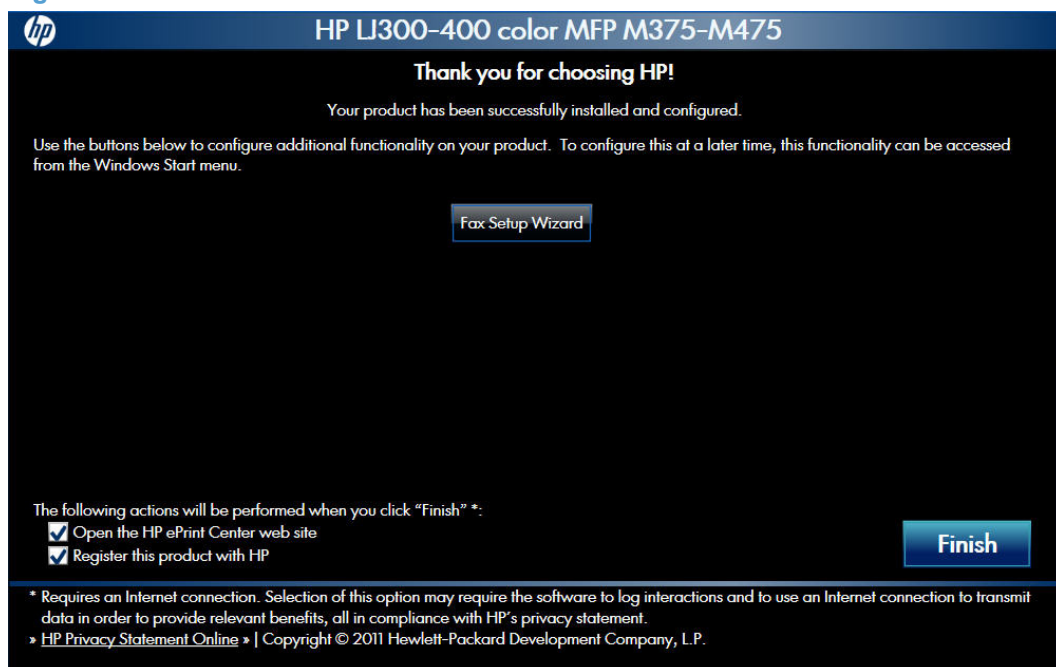 hp
HP LJ300-400 color MFP M375-M475
Thank you for choosing HP!
Your product has been successfully installed and configured.
Use the buttons below to configure additional functionality on your product. To configure this at a later time, this functionality can be accessed
from the Windows Start menu.
Fax Setup Wizard
The following actions will be performed when you click “Finish” *:
Open the HP ePrint Center web site
Register this product with HP
Finish
* Requires an Internet connection. Selection of this option may require the software to log interactions and to use an Internet connection to transmit
data in order to provide relevant benefits, all in compliance with HP´s privacy statement.
» HP Privacy Statement Online » | Copyright © 2011 Hewlett-Packard Development Company, L.P.